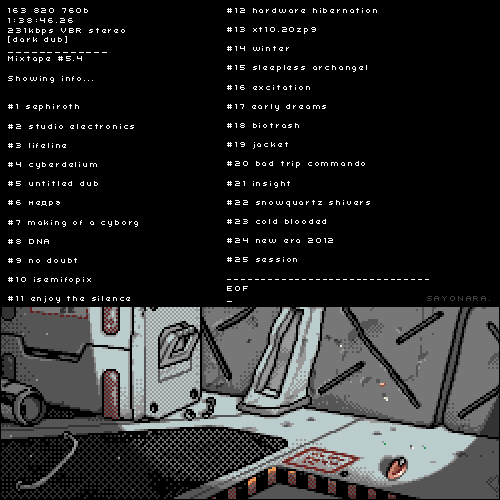 163 820 760b
1:38:46.26
231kbps VBR stereo
[dark dub]
_____________
Mixtape #5.4
Showing info...
#1 sephiroth
#2 studio electronics
#3 lifeline
#4 cyberdelium
#5 untitled dub
#6 недрэ
#7 making of a cyborg
#8 DNA
#9 no doubt
#10 isemifopix
#11 enjoy the silence
#12 hardware hibernation
#13 xt10.20zp9
#14 winter
#15 sleepless archangel
#16 excitation
#17 early dreams
#18 biotrash
#19 jacket
#20 bad trip commando
#21 insight
#22 snowquartz shivers
#23 cold blooded
#24 new era 2012
#25 session
______________________________
EOF
_
SAYONARA.